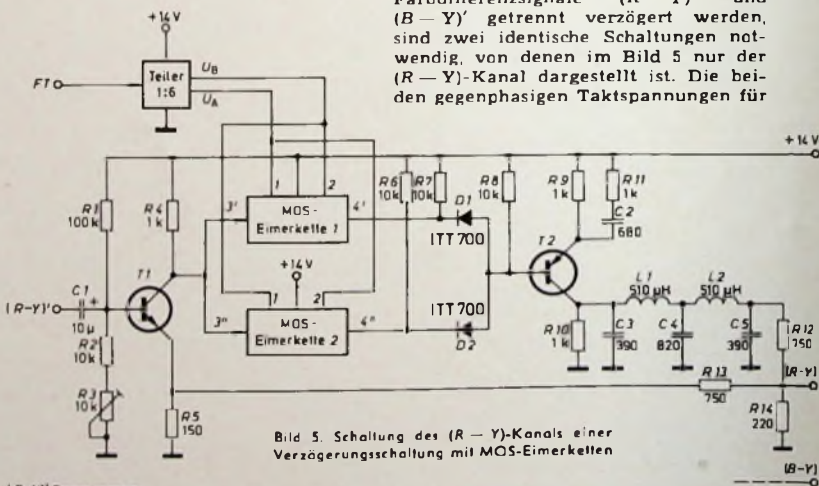 Farbdifferenzsignale (R — Y)' und
(B — Y)' getrennt verzögert werden,
sind zwei identische Schaltungen not-
wendig, von denen im Bild 5 nur der
(R — Y)-Kanal dargestellt ist. Die bei-
den gegenphasigen Taktspannungen für
+14V
FT
Teiler
1:6
U_B
U_A
+14V
R1
100k
R4
1k
1
2
3'
MOS-
Eimerkette 1
4'
R6
10k
R7
10k
D1
ITT 700
R8
10k
R9
1k
R11
1k
C2
680
T2
(R-Y)'
C1
+
10µ
T1
+14V
1
2
3"
MOS-
Eimerkette 2
4"
ITT 700
D2
L1
510 µH
L2
510 µH
R2
10k
R3
10k
R5
150
R10
1k
C3
390
C4
820
C5
390
R12
750
R13
750
(R-Y)
R14
220
Bild 5. Schaltung des (R — Y)-Kanals einer
Verzögerungsschaltung mit MOS-Eimerketten
(B-Y)